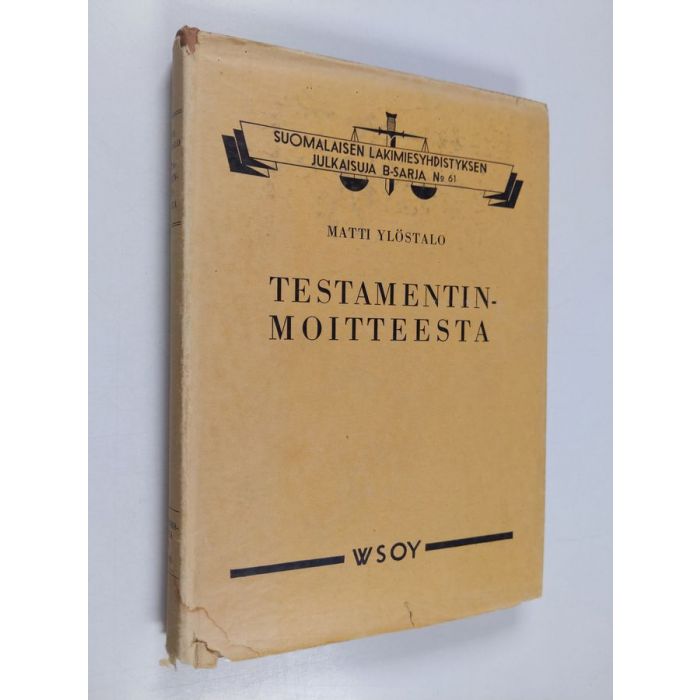 SUOMALAISEN LAKIMIESYHDISTYKSEN
JULKAISUJA B-SARJA No 61
MATTI YLÖSTALO
TESTAMENTIN-
MOITTEESTA
WSOY